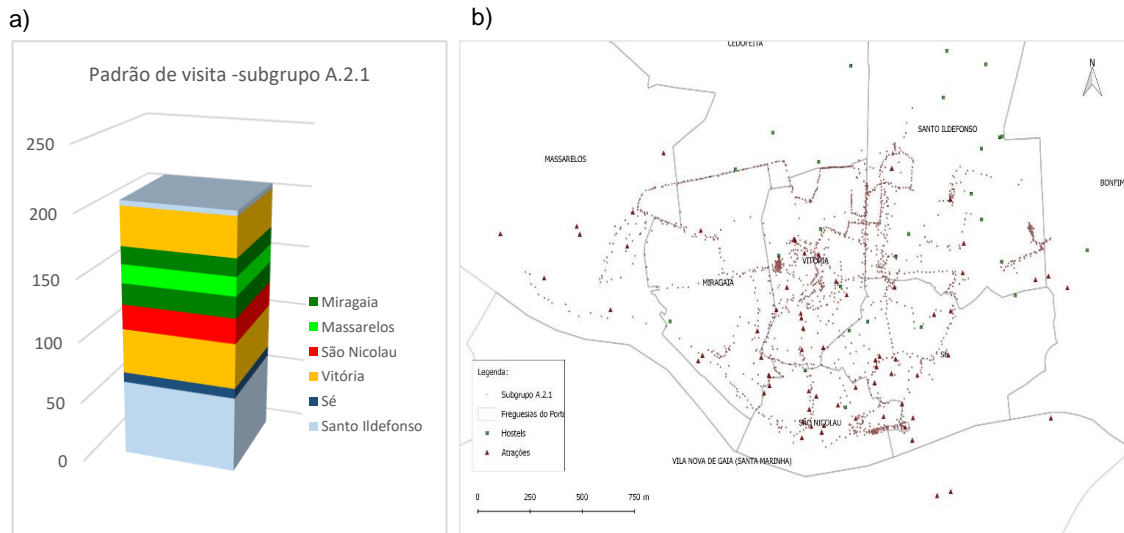 a)
Padrão de visita -subgrupo A.2.1
250
200
150
100
50
0
Miragaia
Massarelos
São Nicolau
Vitória
Sé
Santo Ildefonso
b)
CEDOFEITA
N
SANTO ILDEFONSO
MASSARELOS
BONFIM
VITÓRIA
MIRAGAIA
SÉ
SÃO NICOLAU
VILA NOVA DE GAIA (SANTA MARINHA)
Legenda:
Subgrupo A.2.1
Freguesias do Porto
Hostels
Atrações
0 250 500 750 m